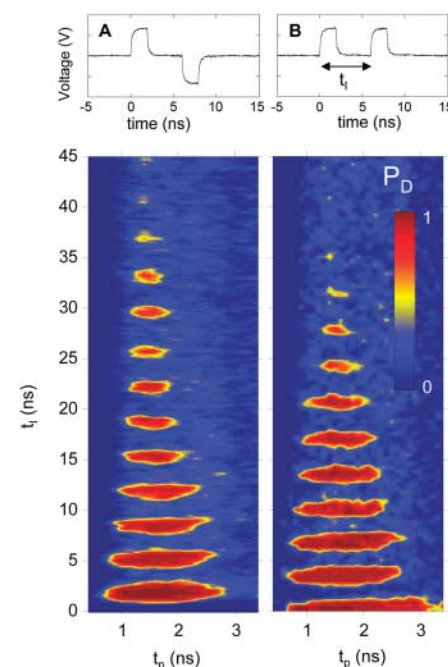 A
B
Voltage (V)
t_I
-5 0 5 10 15
-5 0 5 10 15
time (ns)
time (ns)
P_D
1
0
45
40
35
30
25
20
15
10
5
0
t_I (ns)
1 2 3
1 2 3
t_p (ns)
t_p (ns)